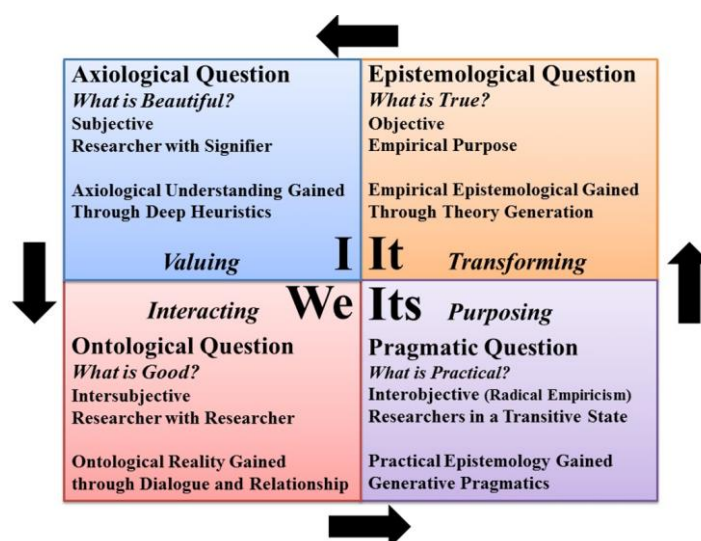 Axiological Question
What is Beautiful?
Subjective
Researcher with Signifier
Axiological Understanding Gained
Through Deep Heuristics
Valuing I
Epistemological Question
What is True?
Objective
Empirical Purpose
Empirical Epistemological Gained
Through Theory Generation
It Transforming
Interacting We
Ontological Question
What is Good?
Intersubjective
Researcher with Researcher
Ontological Reality Gained
through Dialogue and Relationship
Its Purposing
Pragmatic Question
What is Practical?
Interobjective (Radical Empiricism)
Researchers in a Transitive State
Practical Epistemology Gained
Generative Pragmatics